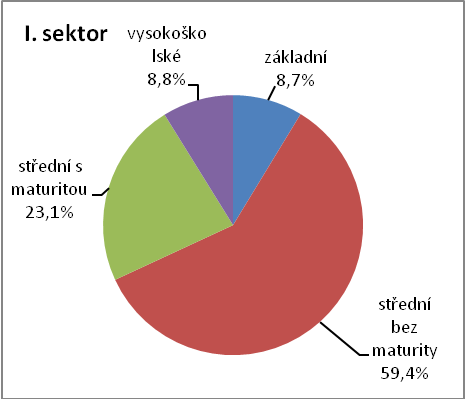 I. sektor
vysokoško
lské
8,8%
základní
8,7%
střední s
maturitou
23,1%
střední
bez
maturity
59,4%